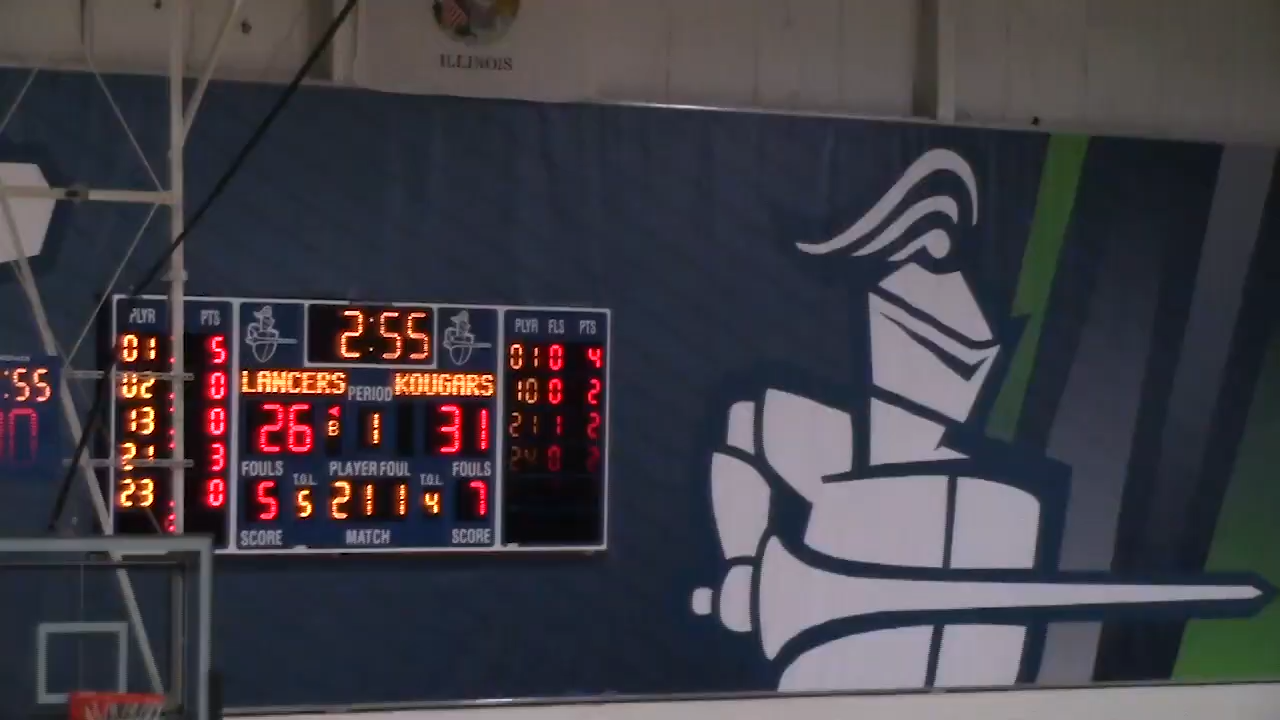 ILLINOIS
PLYR PTS
01 5
02 0
13 0
21 3
23 0
2:55
LANCERS PERIOD KOUGARS
26 B 1 31
FOULS PLAYER FOUL FOULS
T.O.L. T.O.L.
5 5 21 1 4 7
SCORE MATCH SCORE
PLYR FLS PTS
01 0 4
10 0 2
21 1 2
24 0 2
:55